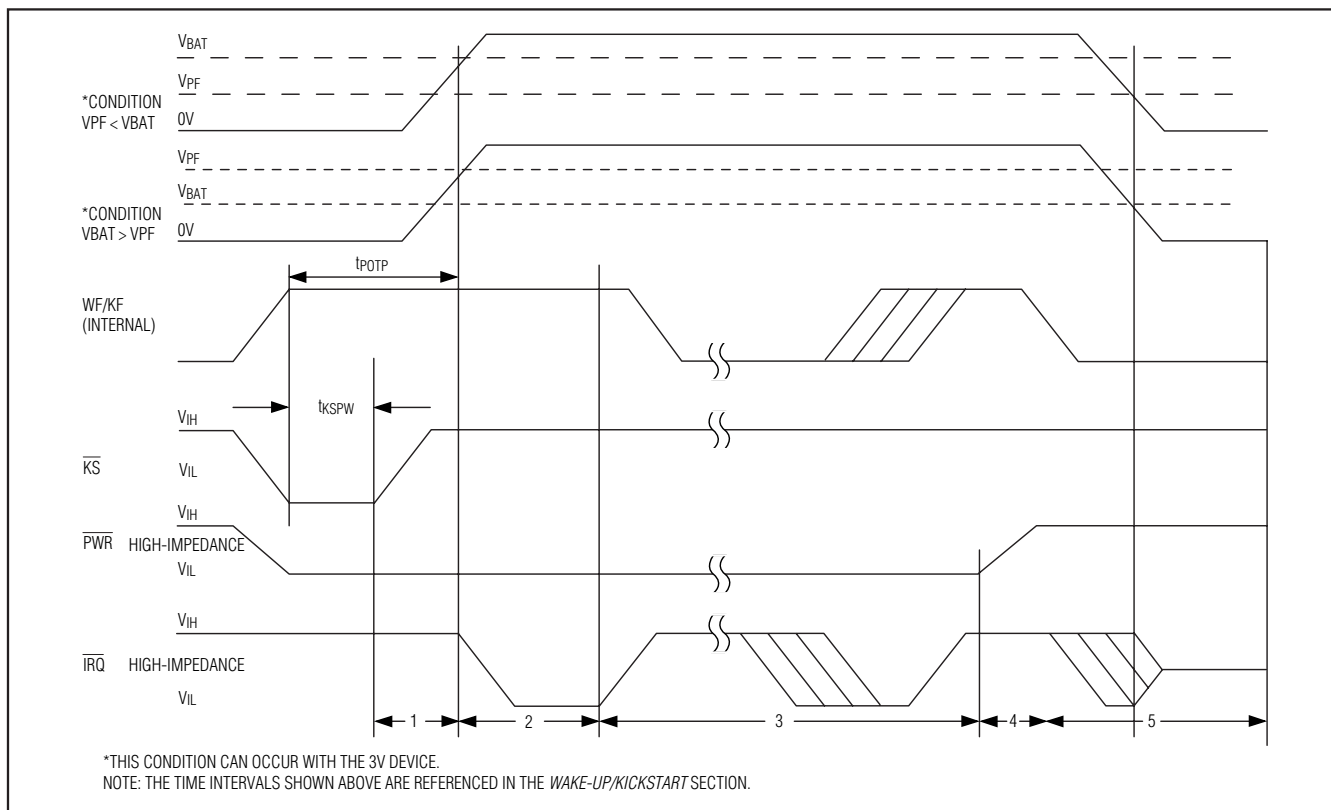 VBAT
VPF
*CONDITION
VPF < VBAT
0V
VPF
VBAT
*CONDITION
VBAT > VPF
0V
tPOTP
WF/KF
(INTERNAL)
tKSPW
VIH
KS
VIL
VIH
PWR HIGH-IMPEDANCE
VIL
VIH
IRQ HIGH-IMPEDANCE
VIL
1 2 3 4 5
*THIS CONDITION CAN OCCUR WITH THE 3V DEVICE.
NOTE: THE TIME INTERVALS SHOWN ABOVE ARE REFERENCED IN THE WAKE-UP/KICKSTART SECTION.